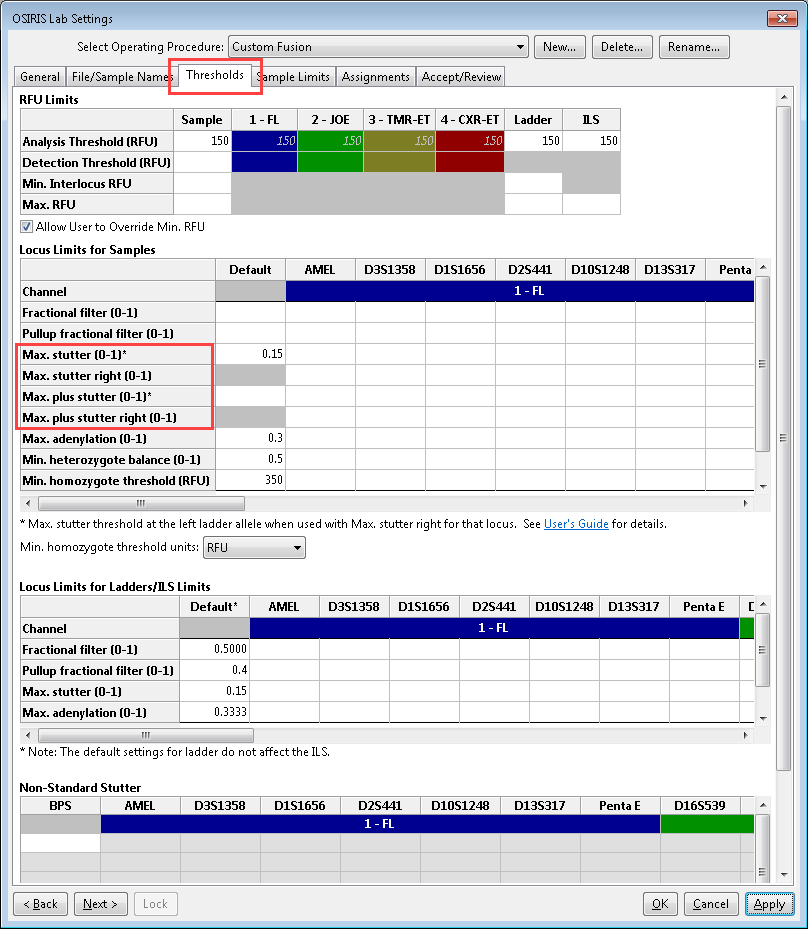 OSIRIS Lab Settings
Select Operating Procedure: Custom Fusion New... Delete... Rename...
General File/Sample Names Thresholds Sample Limits Assignments Accept/Review
RFU Limits
Sample 1 - FL 2 - JOE 3 - TMR-ET 4 - CXR-ET Ladder ILS
Analysis Threshold (RFU) 150 150 150 150 150 150 150
Detection Threshold (RFU)
Min. Interlocus RFU
Max. RFU
Allow User to Override Min. RFU
Locus Limits for Samples
Default AMEL D3S1358 D1S1656 D2S441 D10S1248 D13S317 Penta
Channel 1 - FL
Fractional filter (0-1)
Pullup fractional filter (0-1)
Max. stutter (0-1)* 0.15
Max. stutter right (0-1)
Max. plus stutter (0-1)*
Max. plus stutter right (0-1)
Max. adenylation (0-1) 0.3
Min. heterozygote balance (0-1) 0.5
Min. homozygote threshold (RFU) 350
* Max. stutter threshold at the left ladder allele when used with Max. stutter right for that locus. See User's Guide for details.
Min. homozygote threshold units: RFU
Locus Limits for Ladders/ILS Limits
Default* AMEL D3S1358 D1S1656 D2S441 D10S1248 D13S317 Penta E
Channel 1 - FL
Fractional filter (0-1) 0.5000
Pullup fractional filter (0-1) 0.4
Max. stutter (0-1) 0.15
Max. adenylation (0-1) 0.3333
* Note: The default settings for ladder do not affect the ILS.
Non-Standard Stutter
BPS AMEL D3S1358 D1S1656 D2S441 D10S1248 D13S317 Penta E D16S539
1 - FL
< Back Next > Lock OK Cancel Apply